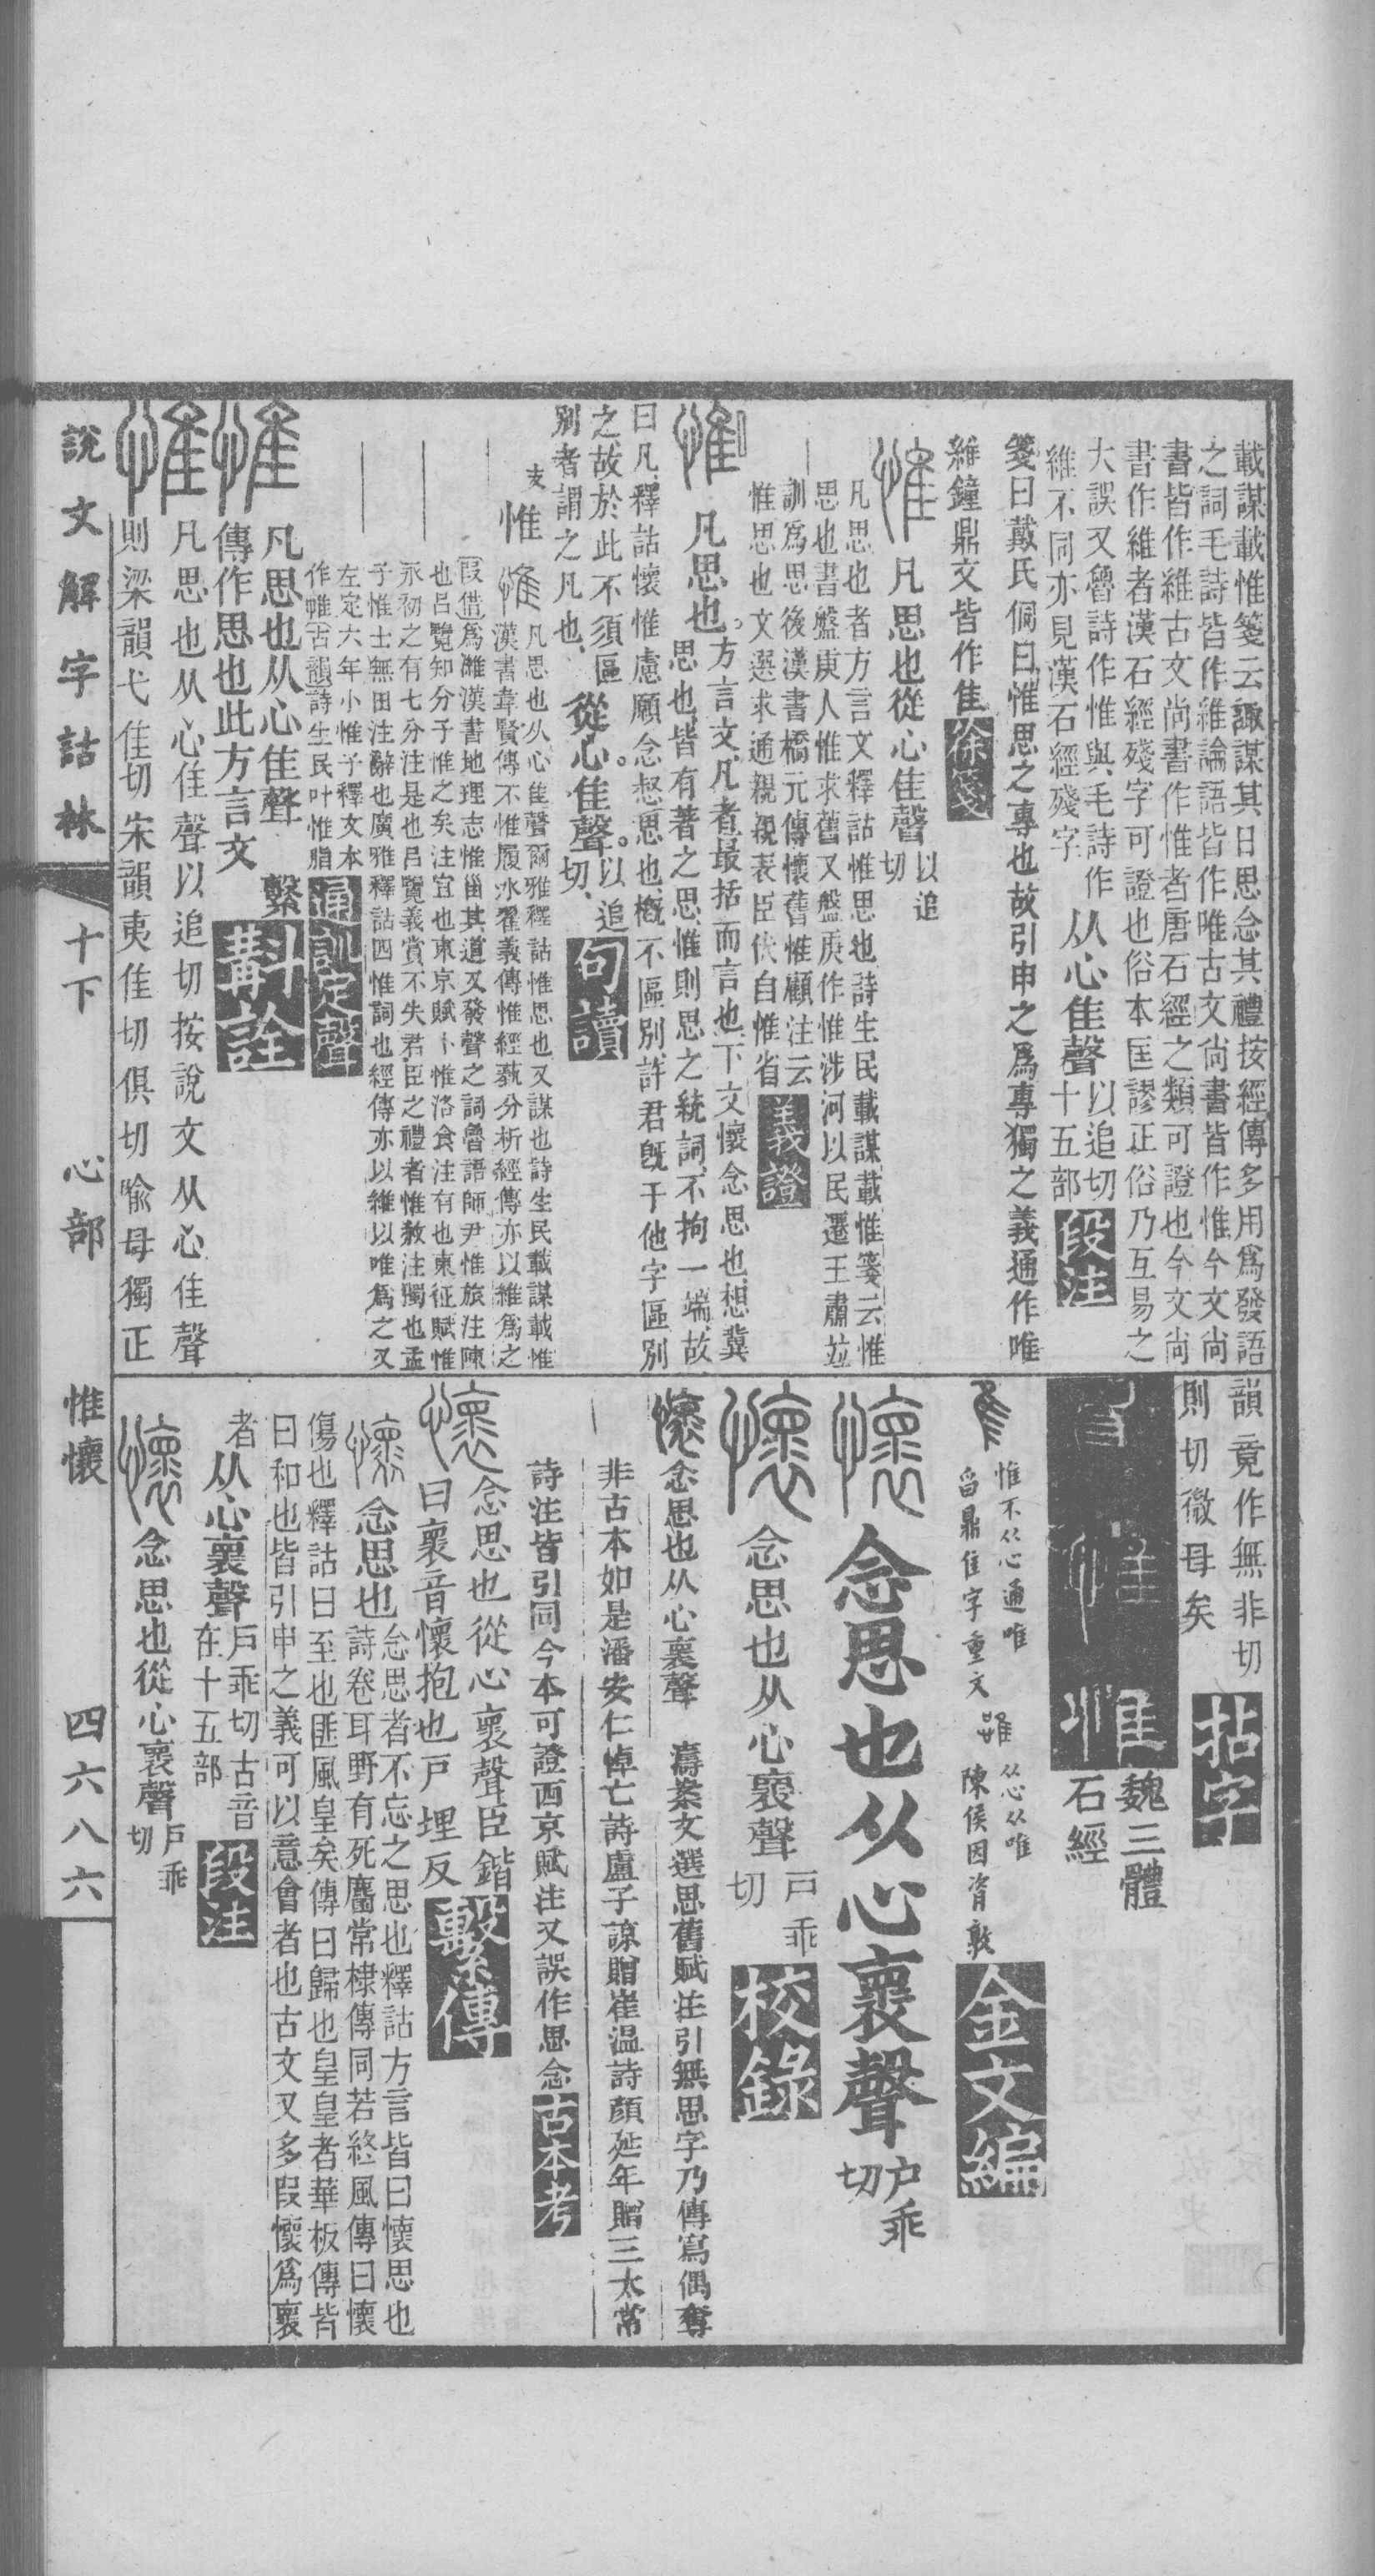 載謀載惟箋云諏謀其日思念其禮按經傳多用爲發語
之詞毛詩皆作維論語皆作唯古文尚書皆作惟今文尚
書皆作維古文尚書作惟者唐石經之類可證也今文尚
書作維者漢石經殘字可證也俗本匡謬正俗乃互易之
大誤又魯詩作惟與毛詩作
維不同亦見漢石經殘字
从心隹聲
以追切
十五部
段注
箋曰戴氏侗曰惟思之專也故引申之爲專獨之義通作唯
維鐘鼎文皆作隹
徐箋
凡思也從心隹聲
以追
切
凡思也者方言文釋詁惟思也詩生民載謀載惟箋云惟
思也書盤庚人惟求舊又盤庚作惟涉河以民遷王肅並
訓爲思後漢書橋元傳懷舊惟顧注云
惟思也文選求通親親表臣伏自惟省
義證
凡思也
方言文凡者最括而言也下文懷念思也想冀
思也皆有著之思惟則思之統詞不拘一端故
曰凡釋詁懷惟慮願念惄思也槪不區別許君旣于他字區別
之故於此不須區
別者謂之凡也
從心隹聲
以追
切
句讀
支
惟
凡思也从心隹聲爾雅釋詁惟思也又謀也詩生民載謀載惟
漢書韋賢傳不惟履冰翟義傳惟經蓺分析經傳亦以維爲之
叚借爲濰漢書地理志惟甾其道又發聲之詞魯語師尹惟旅注陳
也呂覽知分子惟之矣注宜也東京賦卜惟洛食注有也東征賦惟
永初之有七分注是也呂覽義賞不失君臣之禮者惟赦注獨也孟
子惟士無田注辭也廣雅釋詁四惟詞也經傳亦以維以唯爲之又
左定六年小惟子釋文本
作帷古韻詩生民叶惟脂
通訓定聲
凡思也从心隹聲
繫
傳作思也此方言文
斠詮
凡思也从心隹聲以追切按說文从心隹聲
則梁韻弋隹切宋韻夷隹切俱切喻母獨正
韻竟作無非切
則切微母矣
拈字
魏三體
石經
惟不从心通唯
舀鼎隹字重文
从心从唯
陳侯因𦣞敦
金文編
念思也从心褱聲
戶乖
切
念思也从心褱聲
戶乖
切
校錄
念思也从心褱聲
濤案文選思舊賦注引無思字乃傳寫偶奪
非古本如是潘安仁悼亡詩盧子諒贈崔温詩顏延年贈三太常
詩注皆引同今本可證西京賦注又誤作思念
古本考
念思也從心褱聲臣鍇
曰褱音懷抱也戸埋反
繫傳
念思也
念思者不忘之思也釋詁方言皆曰懷思也
詩卷耳野有死麕常棣傳同若終風傳曰懷
傷也釋詁曰至也匪風皇矣傳曰歸也皇皇者華板傳皆
曰和也皆引申之義可以意會者也古文又多叚懷爲褱
者
从心褱聲
戶乖切古音
在十五部
段注
念思也從心褱聲
戶乖
切
說文解字詁林
十下
心部
惟懷
四六八六